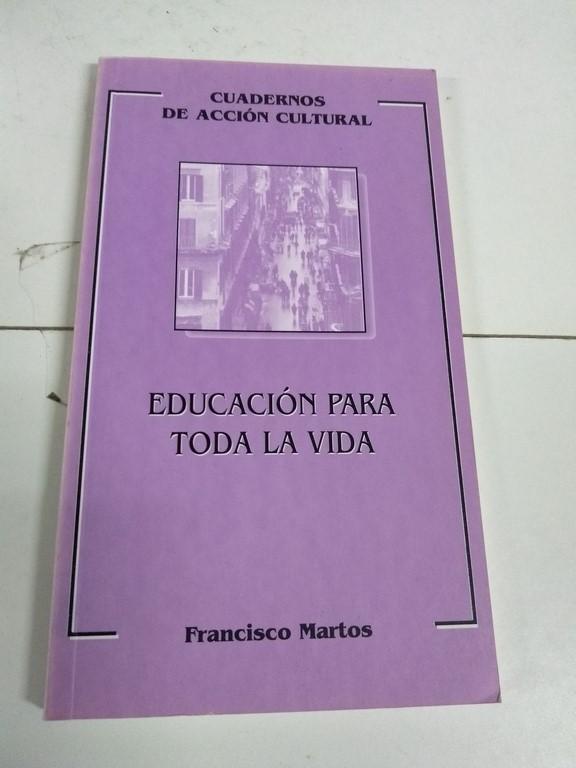 CUADERNOS
DE ACCIÓN CULTURAL
EDUCACIÓN PARA
TODA LA VIDA
Francisco Martos